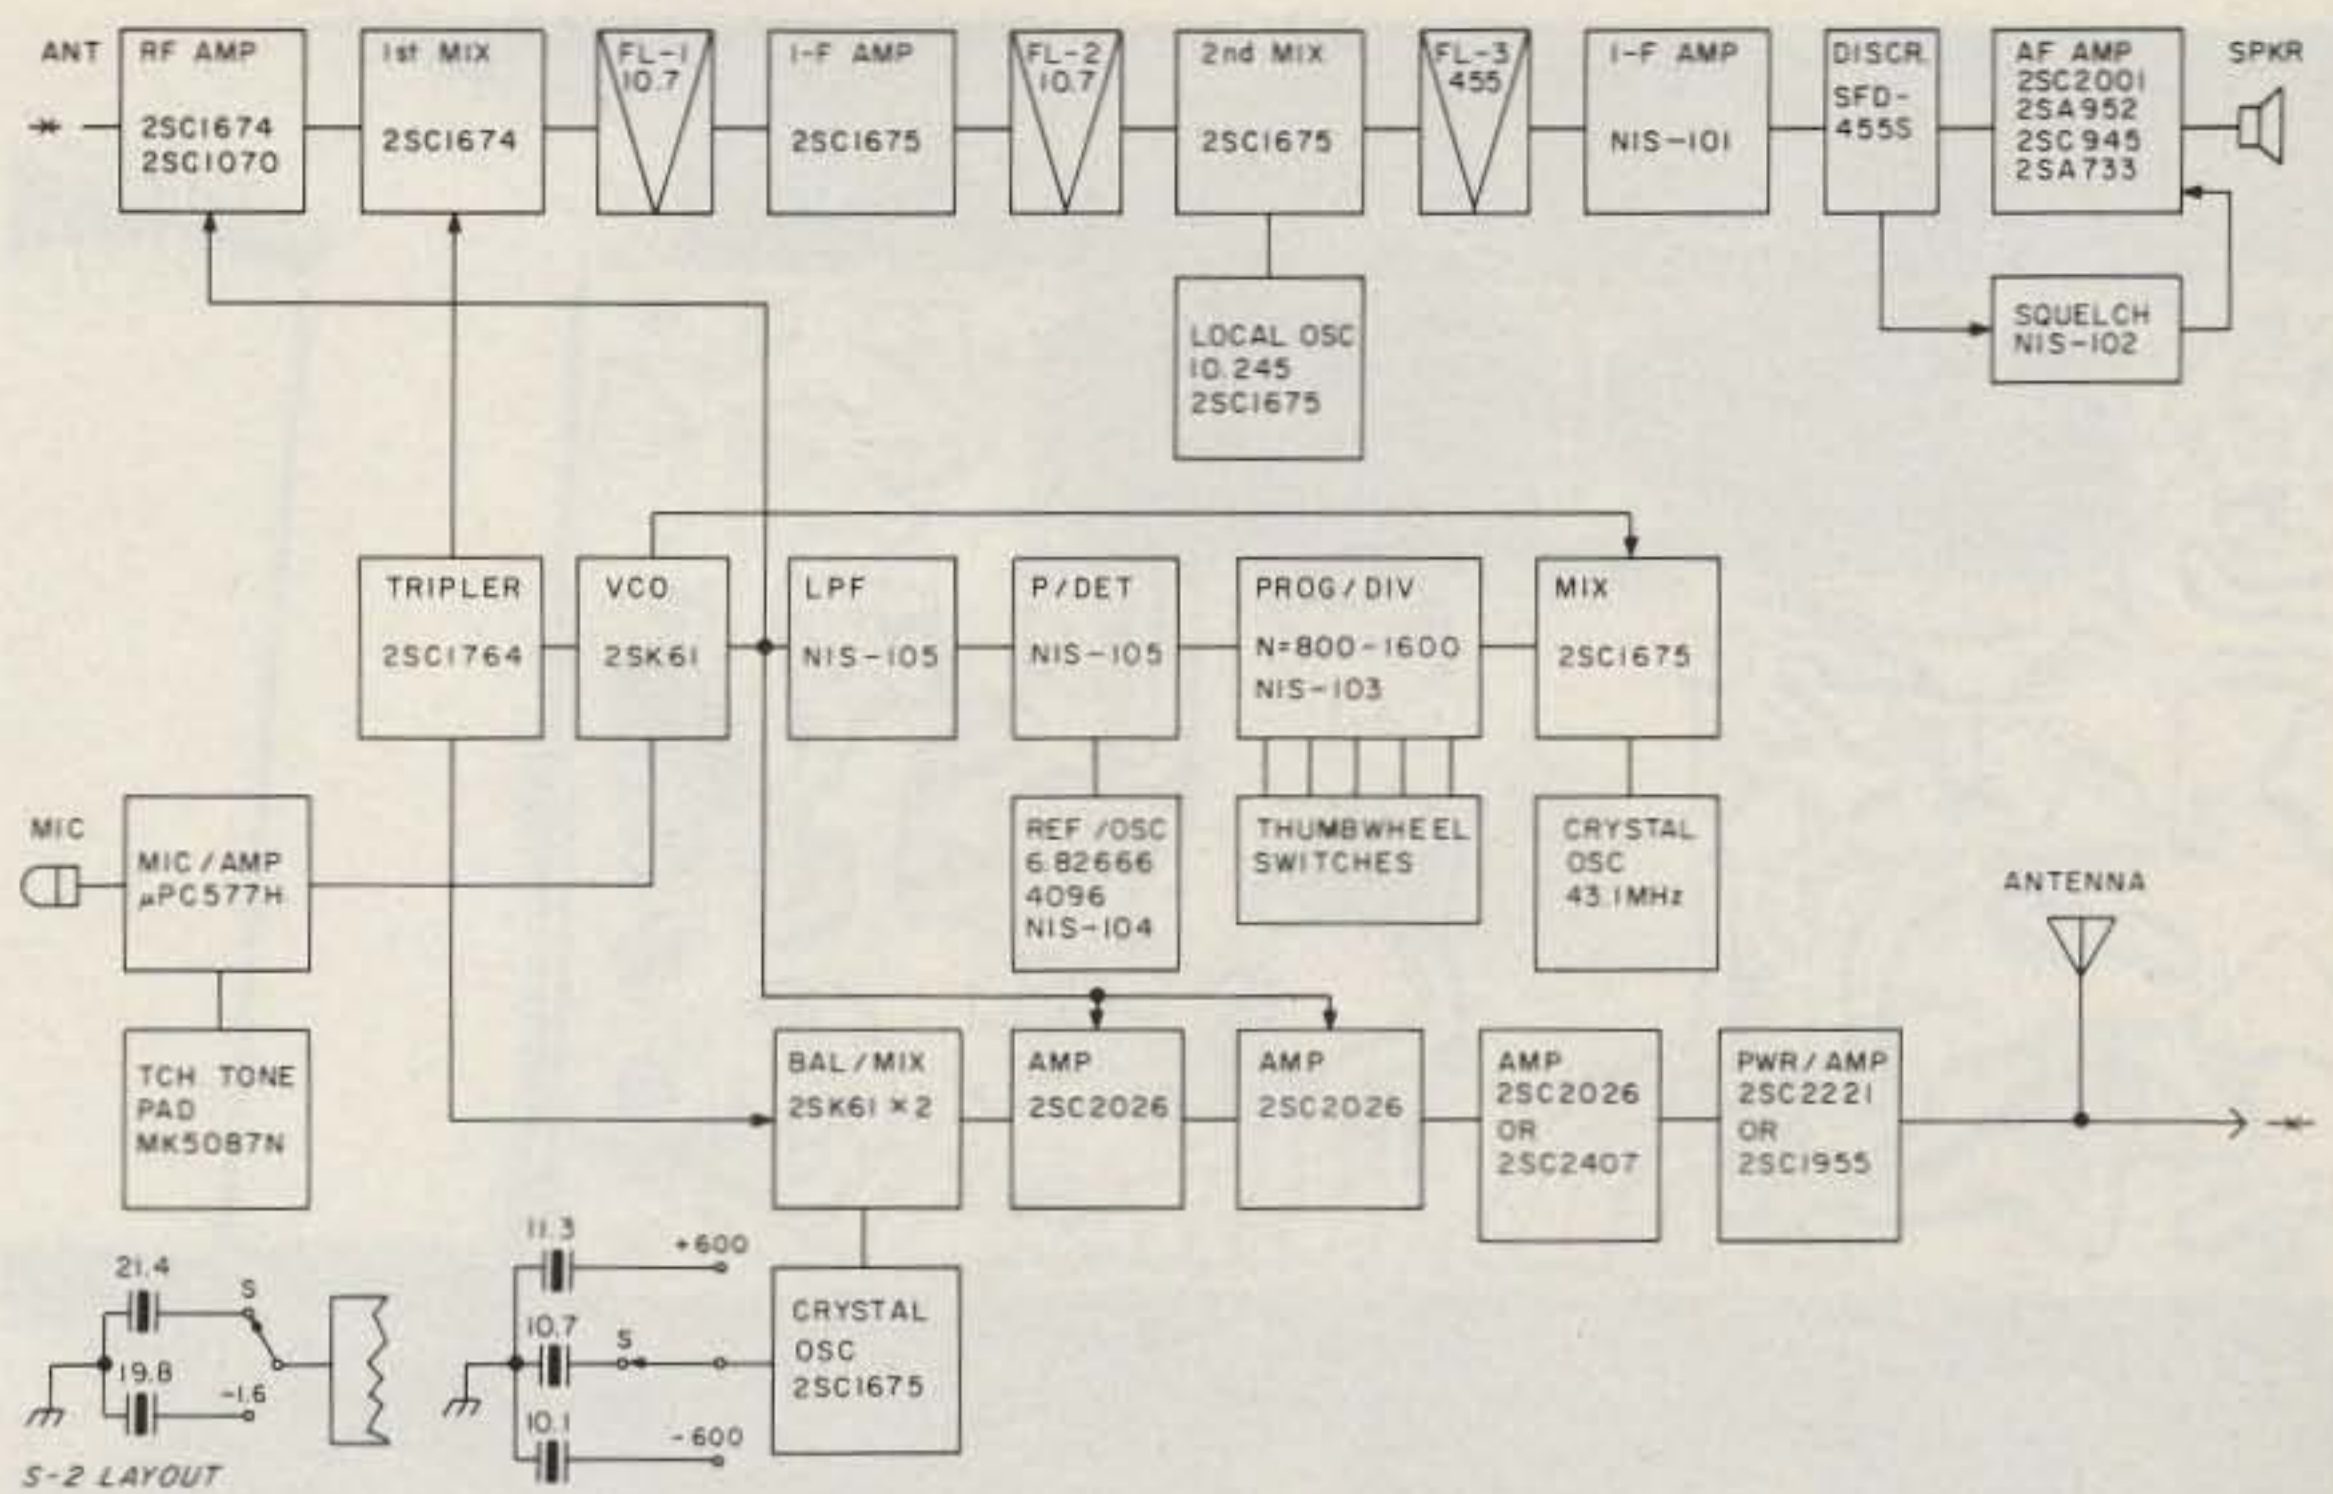 ANT
RF AMP
2SC1674
2SC1070
1st MIX
2SC1674
FL-1
10.7
I-F AMP
2SC1675
FL-2
10.7
2nd MIX
2SC1675
FL-3
455
I-F AMP
NIS-101
DISCR.
SFD-
455S
AF AMP
2SC2001
2SA952
2SC945
2SA733
SPKR
LOCAL OSC
10.245
2SC1675
SQUELCH
NIS-102
TRIPLER
2SC1764
VCO
2SK61
LPF
NIS-105
P/DET
NIS-105
PROG/DIV
N=800-1600
NIS-103
MIX
2SC1675
MIC
MIC/AMP
µPC577H
REF/OSC
6.82666
4096
NIS-104
THUMBWHEEL
SWITCHES
CRYSTAL
OSC
43.1MHz
ANTENNA
TCH TONE
PAD
MK5087N
BAL/MIX
2SK61 x 2
AMP
2SC2026
AMP
2SC2026
AMP
2SC2026
OR
2SC2407
PWR/AMP
2SC2221
OR
2SC1955
21.4
S
19.8
-1.6
S-2 LAYOUT
11.3
+600
10.7
S
10.1
-600
CRYSTAL
OSC
2SC1675